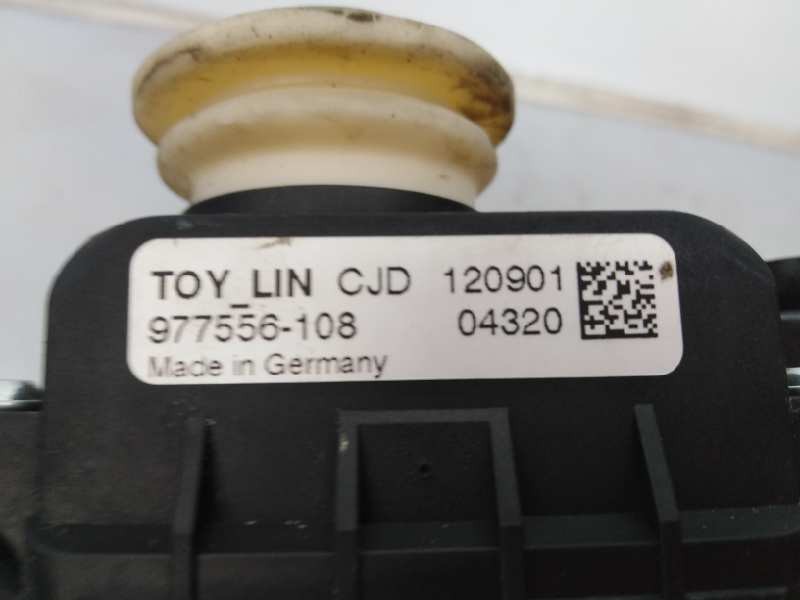 TOY_LIN CJD 120901
977556-108 04320
Made in Germany